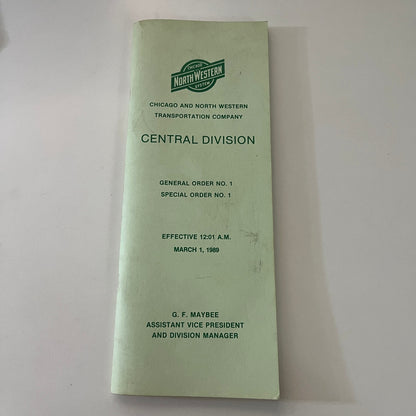 CHICAGO
NORTH WESTERN
SYSTEM
CHICAGO AND NORTH WESTERN
TRANSPORTATION COMPANY
CENTRAL DIVISION
GENERAL ORDER NO. 1
SPECIAL ORDER NO. 1
EFFECTIVE 12:01 A.M.
MARCH 1, 1989
G. F. MAYBEE
ASSISTANT VICE PRESIDENT
AND DIVISION MANAGER